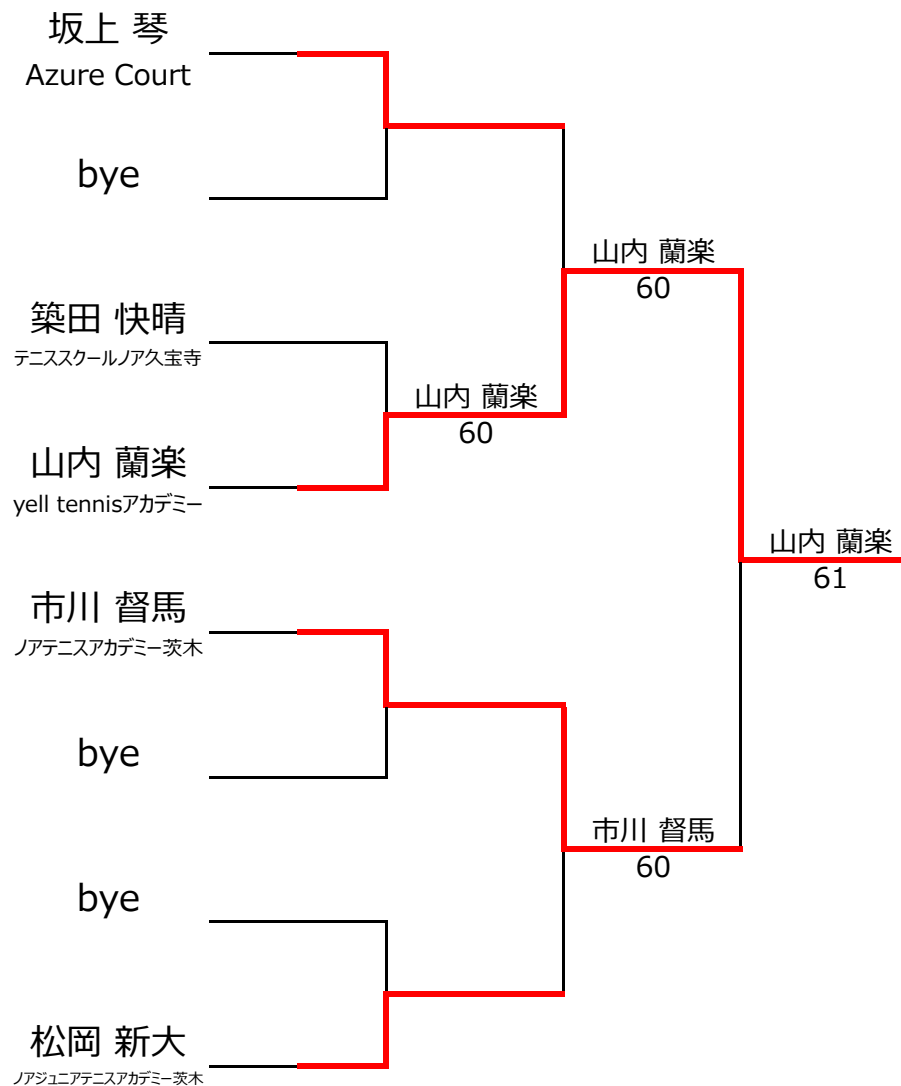 坂上 琴
Azure Court
bye
築田 快晴
テニススクールノア久宝寺
山内 蘭楽
yell tennisアカデミー
市川 督馬
ノアテニスアカデミー茨木
bye
bye
松岡 新大
ノアジュニアテニスアカデミー茨木
山内 蘭楽
60
山内 蘭楽
60
市川 督馬
60
山内 蘭楽
61